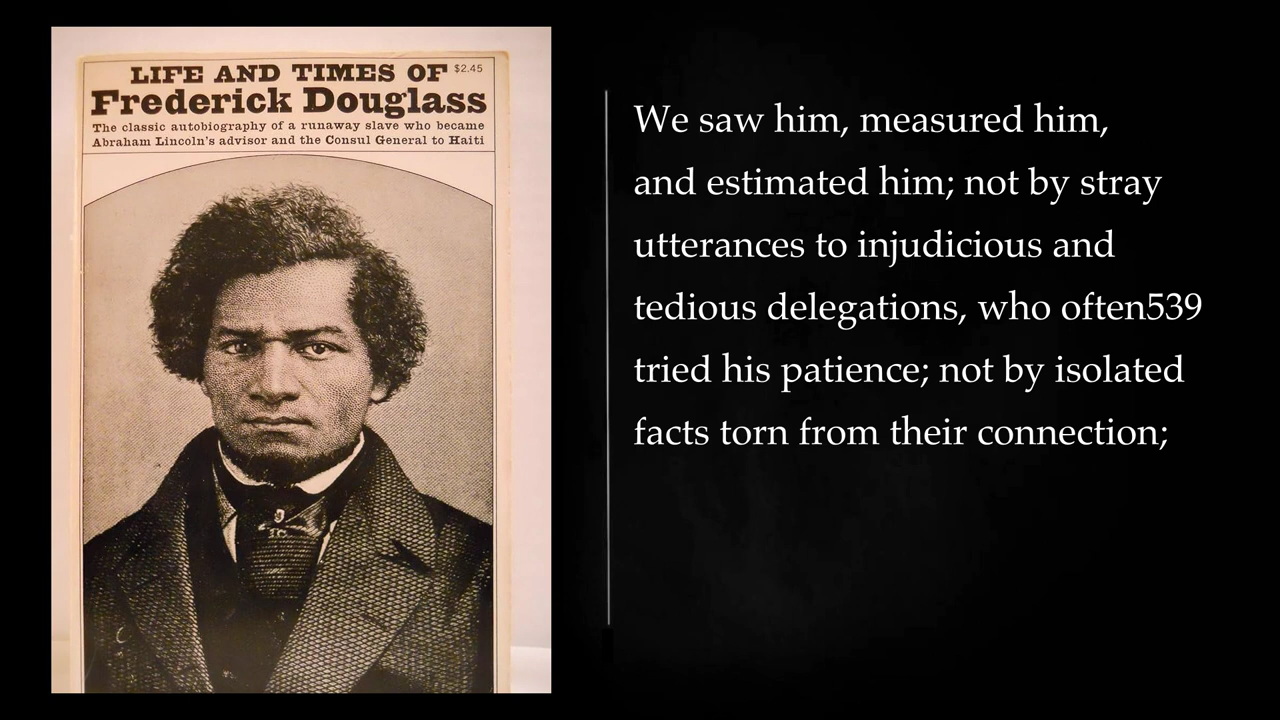 LIFE AND TIMES OF $2.45
Frederick Douglass
The classic autobiography of a runaway slave who became
Abraham Lincoln's advisor and the Consul General to Haiti
We saw him, measured him,
and estimated him; not by stray
utterances to injudicious and
tedious delegations, who often539
tried his patience; not by isolated
facts torn from their connection;